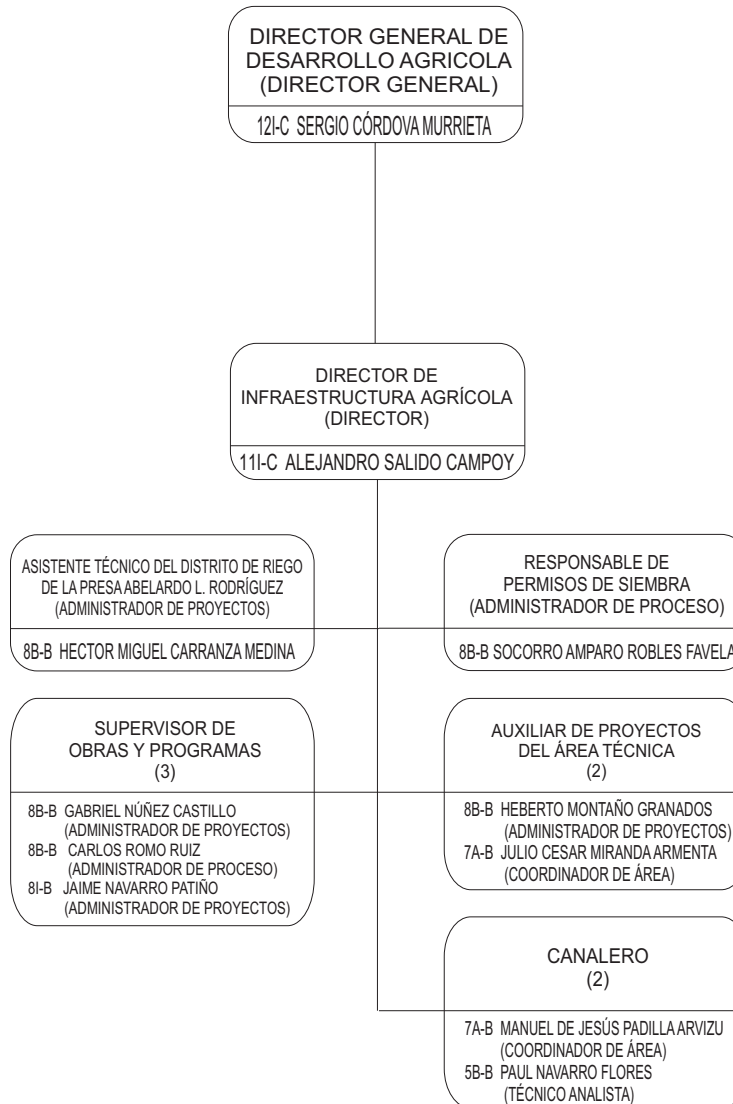 DIRECTOR GENERAL DE
DESARROLLO AGRICOLA
(DIRECTOR GENERAL)
12I-C SERGIO CÓRDOVA MURRIETA
DIRECTOR DE
INFRAESTRUCTURA AGRÍCOLA
(DIRECTOR)
11I-C ALEJANDRO SALIDO CAMPOY
ASISTENTE TÉCNICO DEL DISTRITO DE RIEGO
DE LA PRESA ABELARDO L. RODRÍGUEZ
(ADMINISTRADOR DE PROYECTOS)
8B-B HECTOR MIGUEL CARRANZA MEDINA
RESPONSABLE DE
PERMISOS DE SIEMBRA
(ADMINISTRADOR DE PROCESO)
8B-B SOCORRO AMPARO ROBLES FAVELA
SUPERVISOR DE
OBRAS Y PROGRAMAS
(3)
8B-B GABRIEL NÚÑEZ CASTILLO
(ADMINISTRADOR DE PROYECTOS)
8B-B CARLOS ROMO RUIZ
(ADMINISTRADOR DE PROCESO)
8I-B JAIME NAVARRO PATIÑO
(ADMINISTRADOR DE PROYECTOS)
AUXILIAR DE PROYECTOS
DEL ÁREA TÉCNICA
(2)
8B-B HEBERTO MONTAÑO GRANADOS
(ADMINISTRADOR DE PROYECTOS)
7A-B JULIO CESAR MIRANDA ARMENTA
(COORDINADOR DE ÁREA)
CANALERO
(2)
7A-B MANUEL DE JESÚS PADILLA ARVIZU
(COORDINADOR DE ÁREA)
5B-B PAUL NAVARRO FLORES
(TÉCNICO ANALISTA)